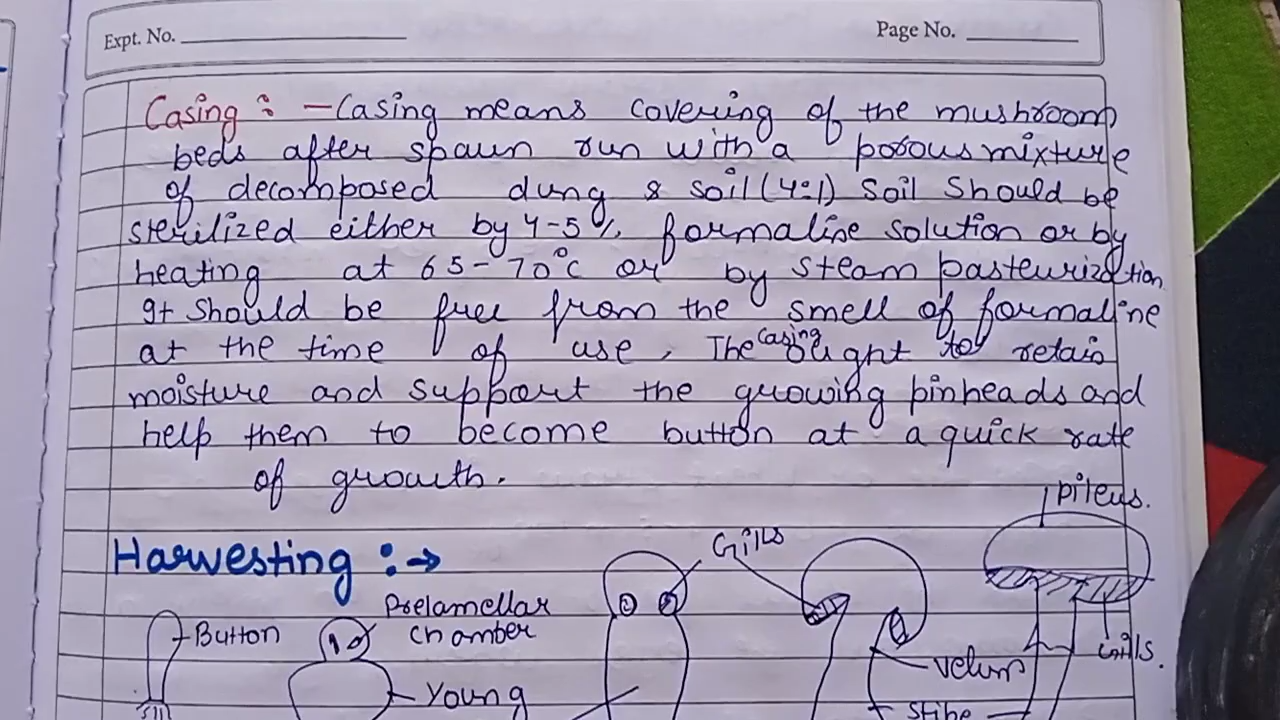 Expt. No.
Page No.
Casing : — Casing means covering of the mushroom
beds after spawn run with a porous mixture
of decomposed dung & soil (4:1) Soil Should be
sterilized either by 4-5% formaline solution or by
heating at 65-70°C or by steam pasteurization
It should be free from the smell of formaline
at the time of use, The casing ought to retain
moisture and support the growing pinheads and
help them to become button at a quick rate
of growth.
Harvesting :→
Button
Prelamellar
chamber
Young
Gills
Velum
Stipe
Pileus.
Gills.